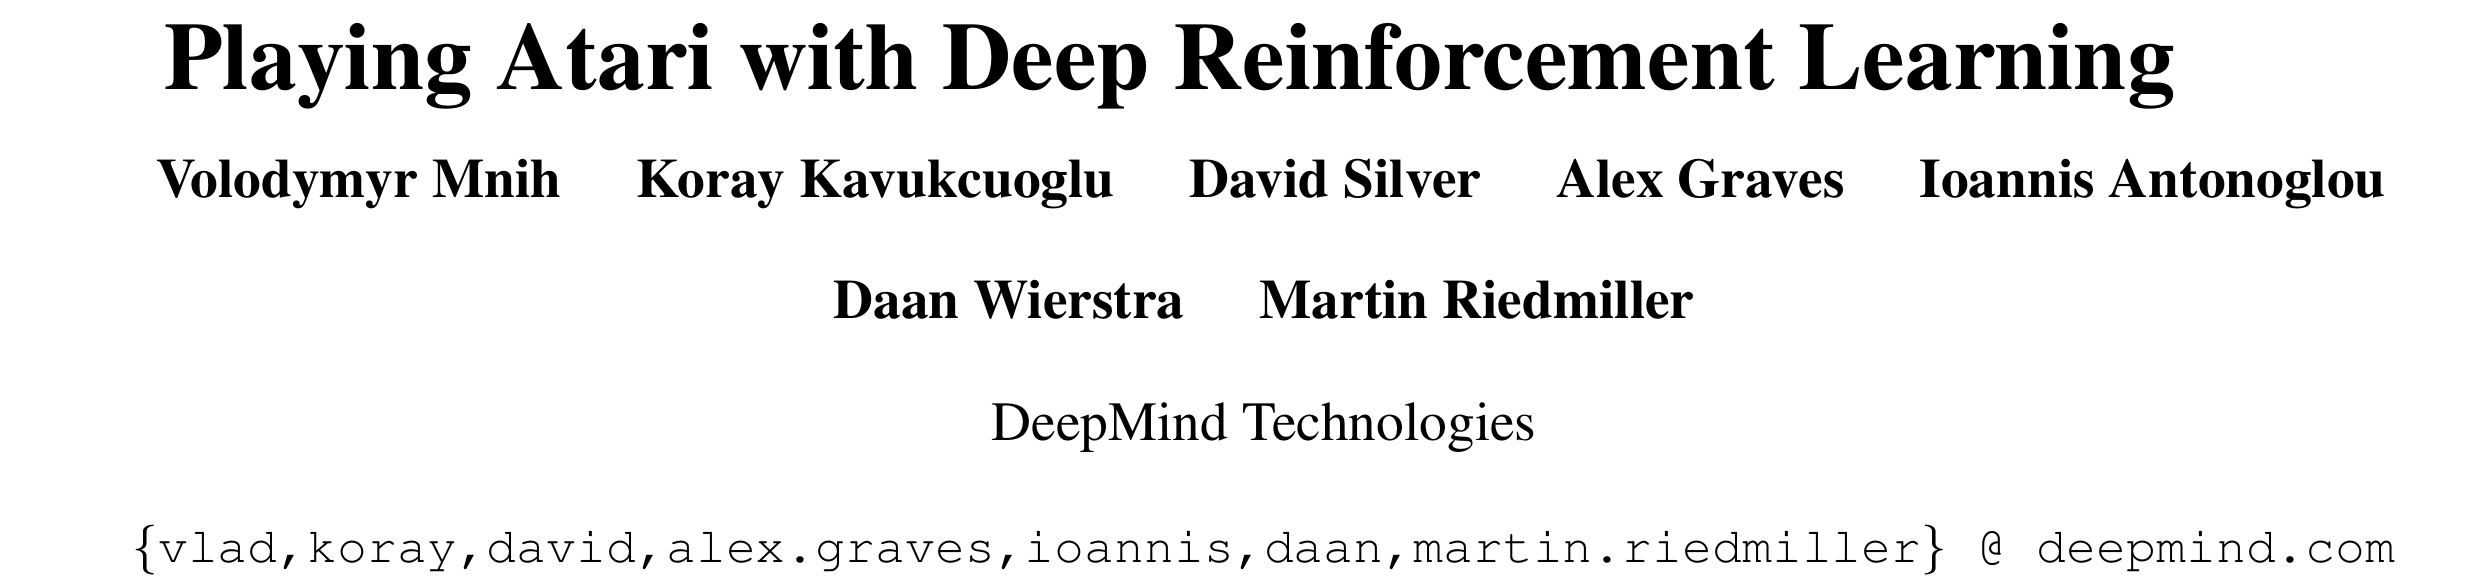 Playing Atari with Deep Reinforcement Learning
Volodymyr Mnih Koray Kavukcuoglu David Silver Alex Graves Ioannis Antonoglou
Daan Wierstra Martin Riedmiller
DeepMind Technologies
{vlad,koray,david,alex.graves,ioannis,daan,martin.riedmiller} @ deepmind.com